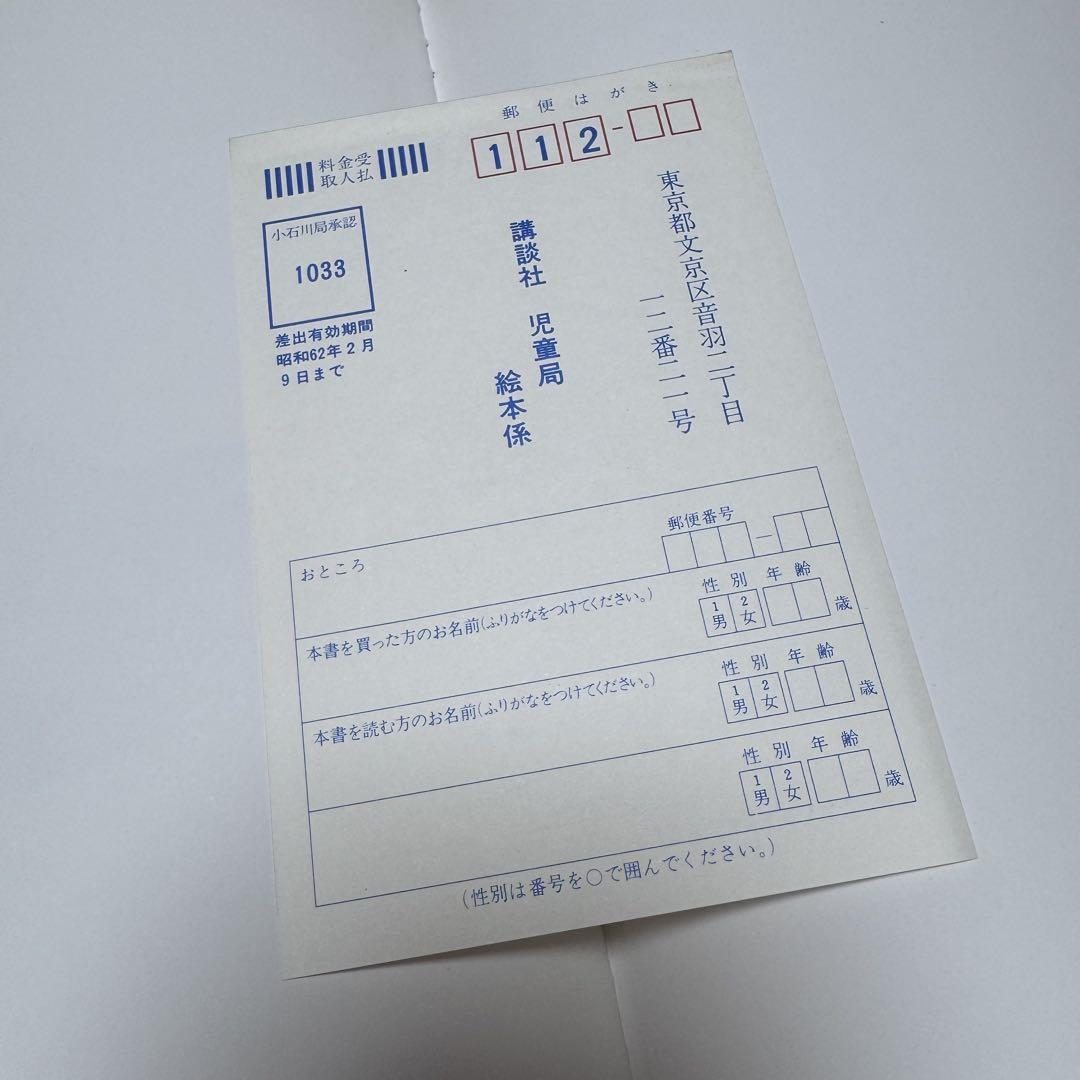 郵便はがき
112-
料金受
取人払
小石川局承認
1033
差出有効期間
昭和62年2月
9日まで
東京都文京区音羽二丁目
一二番二一号
講談社 児童局
絵本係
郵便番号
おところ
性別 年齢
本書を買った方のお名前(ふりがなをつけてください。)
1男 2女 歳
性別 年齢
本書を読む方のお名前(ふりがなをつけてください。)
1男 2女 歳
性別 年齢
1男 2女 歳
(性別は番号を○で囲んでください。)